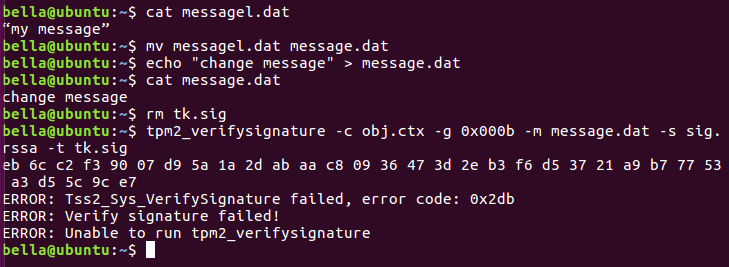 bella@ubuntu:~$ cat messagel.dat
“my message”
bella@ubuntu:~$ mv messagel.dat message.dat
bella@ubuntu:~$ echo "change message" > message.dat
bella@ubuntu:~$ cat message.dat
change message
bella@ubuntu:~$ rm tk.sig
bella@ubuntu:~$ tpm2_verifysignature -c obj.ctx -g 0x000b -m message.dat -s sig.
rssa -t tk.sig
eb 6c c2 f3 90 07 d9 5a 1a 2d ab aa c8 09 36 47 3d 2e b3 f6 d5 37 21 a9 b7 77 53
 a3 d5 5c 9c e7
ERROR: Tss2_Sys_VerifySignature failed, error code: 0x2db
ERROR: Verify signature failed!
ERROR: Unable to run tpm2_verifysignature
bella@ubuntu:~$